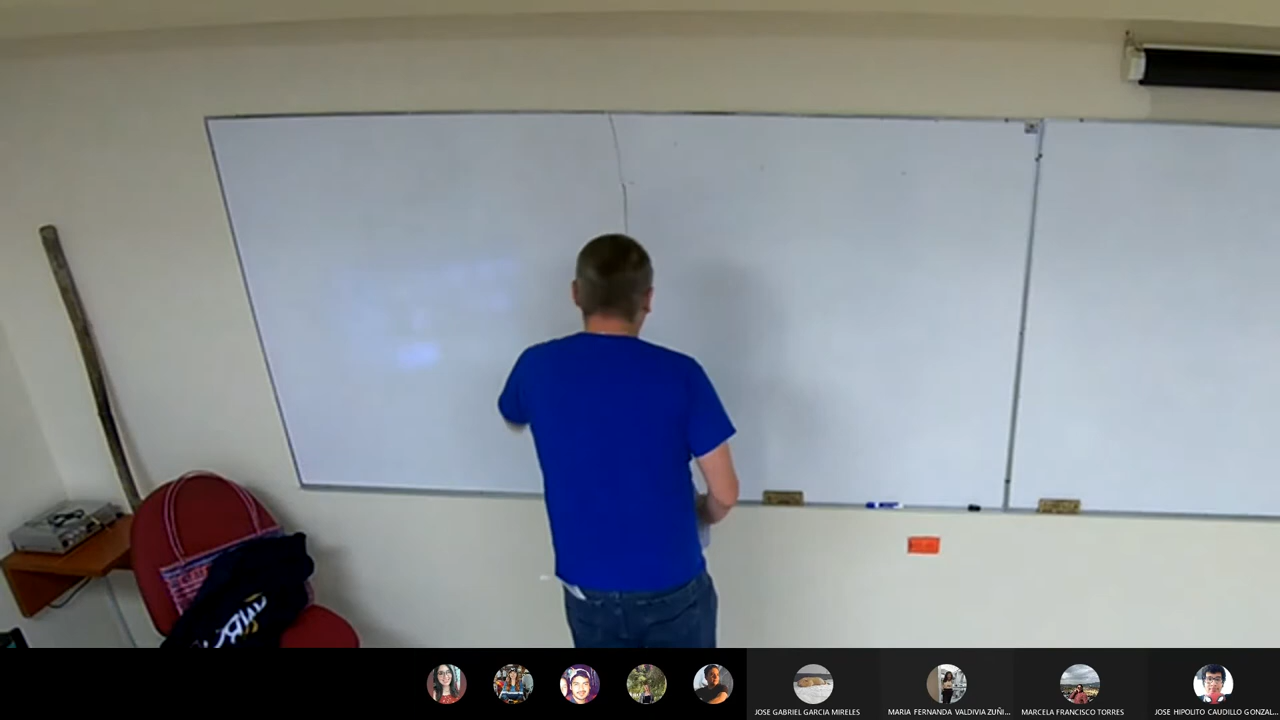 JOSE GABRIEL GARCIA MIRELES
MARIA FERNANDA VALDIVIA ZUÑI...
MARCELA FRANCISCO TORRES
JOSE HIPOLITO CAUDILLO GONZAL...